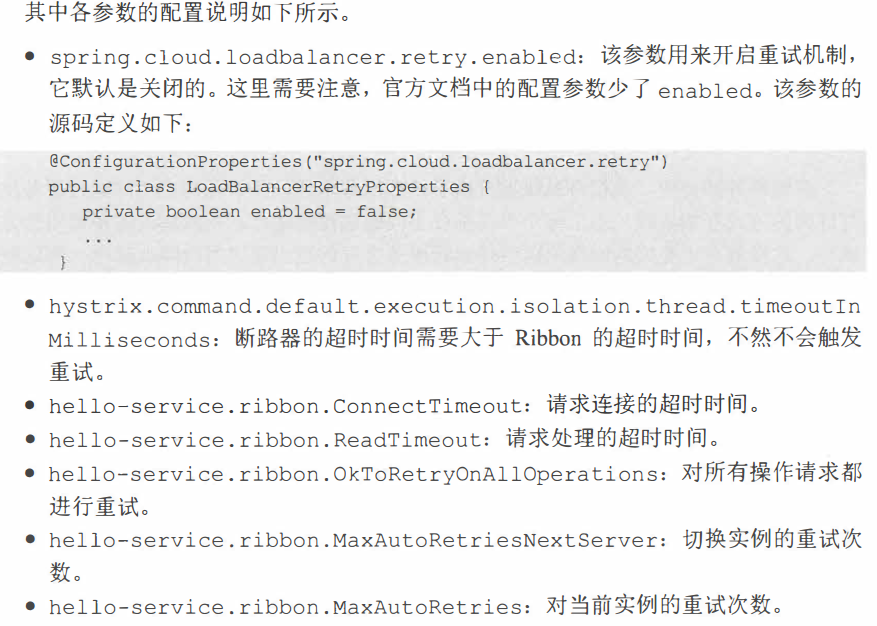 其中各参数的配置说明如下所示。
● spring.cloud.loadbalancer.retry.enabled：该参数用来开启重试机制，
它默认是关闭的。这里需要注意，官方文档中的配置参数少了 enabled。该参数的
源码定义如下：
@ConfigurationProperties("spring.cloud.loadbalancer.retry")
public class LoadBalancerRetryProperties {
private boolean enabled = false;
...
}
● hystrix.command.default.execution.isolation.thread.timeoutIn
Milliseconds：断路器的超时时间需要大于 Ribbon 的超时时间，不然不会触发
重试。
● hello-service.ribbon.ConnectTimeout：请求连接的超时时间。
● hello-service.ribbon.ReadTimeout：请求处理的超时时间。
● hello-service.ribbon.OkToRetryOnAllOperations：对所有操作请求都
进行重试。
● hello-service.ribbon.MaxAutoRetriesNextServer：切换实例的重试次
数。
● hello-service.ribbon.MaxAutoRetries：对当前实例的重试次数。